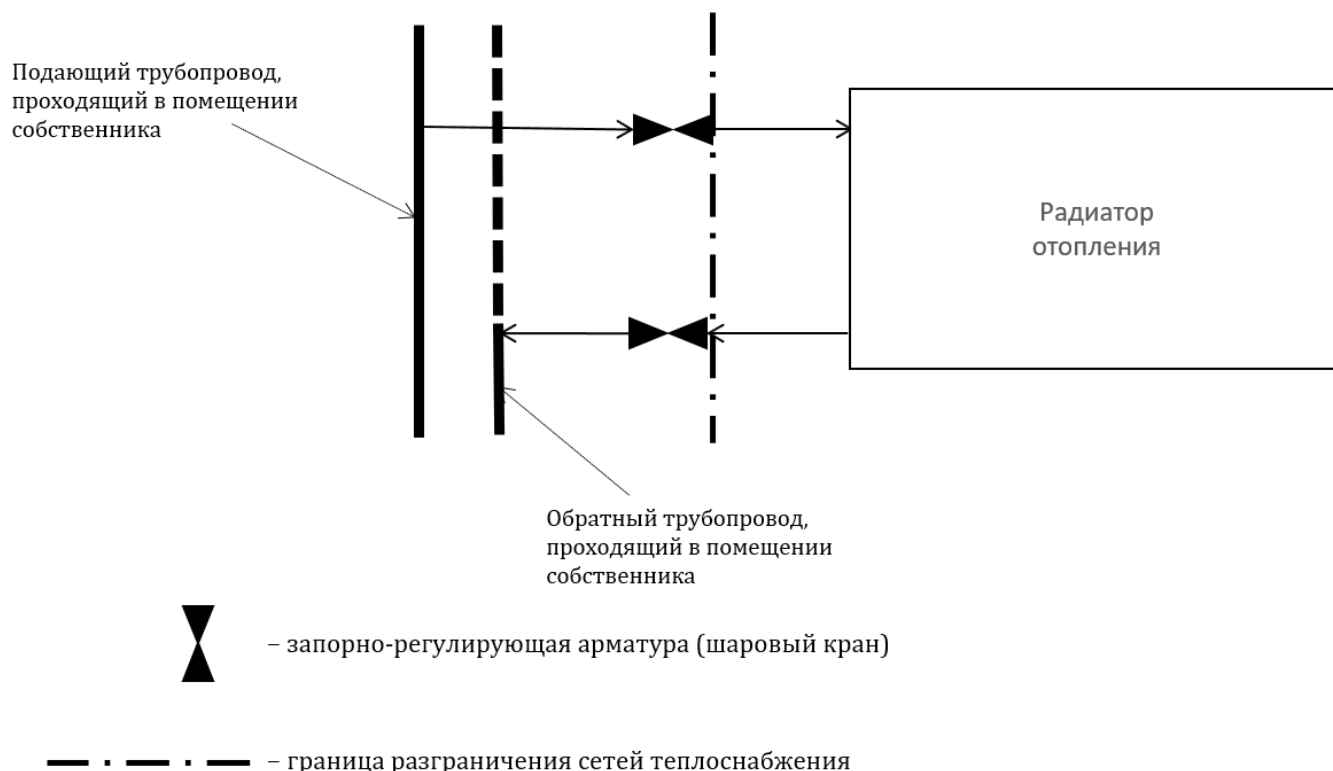 Подающий трубопровод,
проходящий в помещении
собственника
Радиатор
отопления
Обратный трубопровод,
проходящий в помещении
собственника
– запорно-регулирующая арматура (шаровый кран)
– граница разграничения сетей теплоснабжения